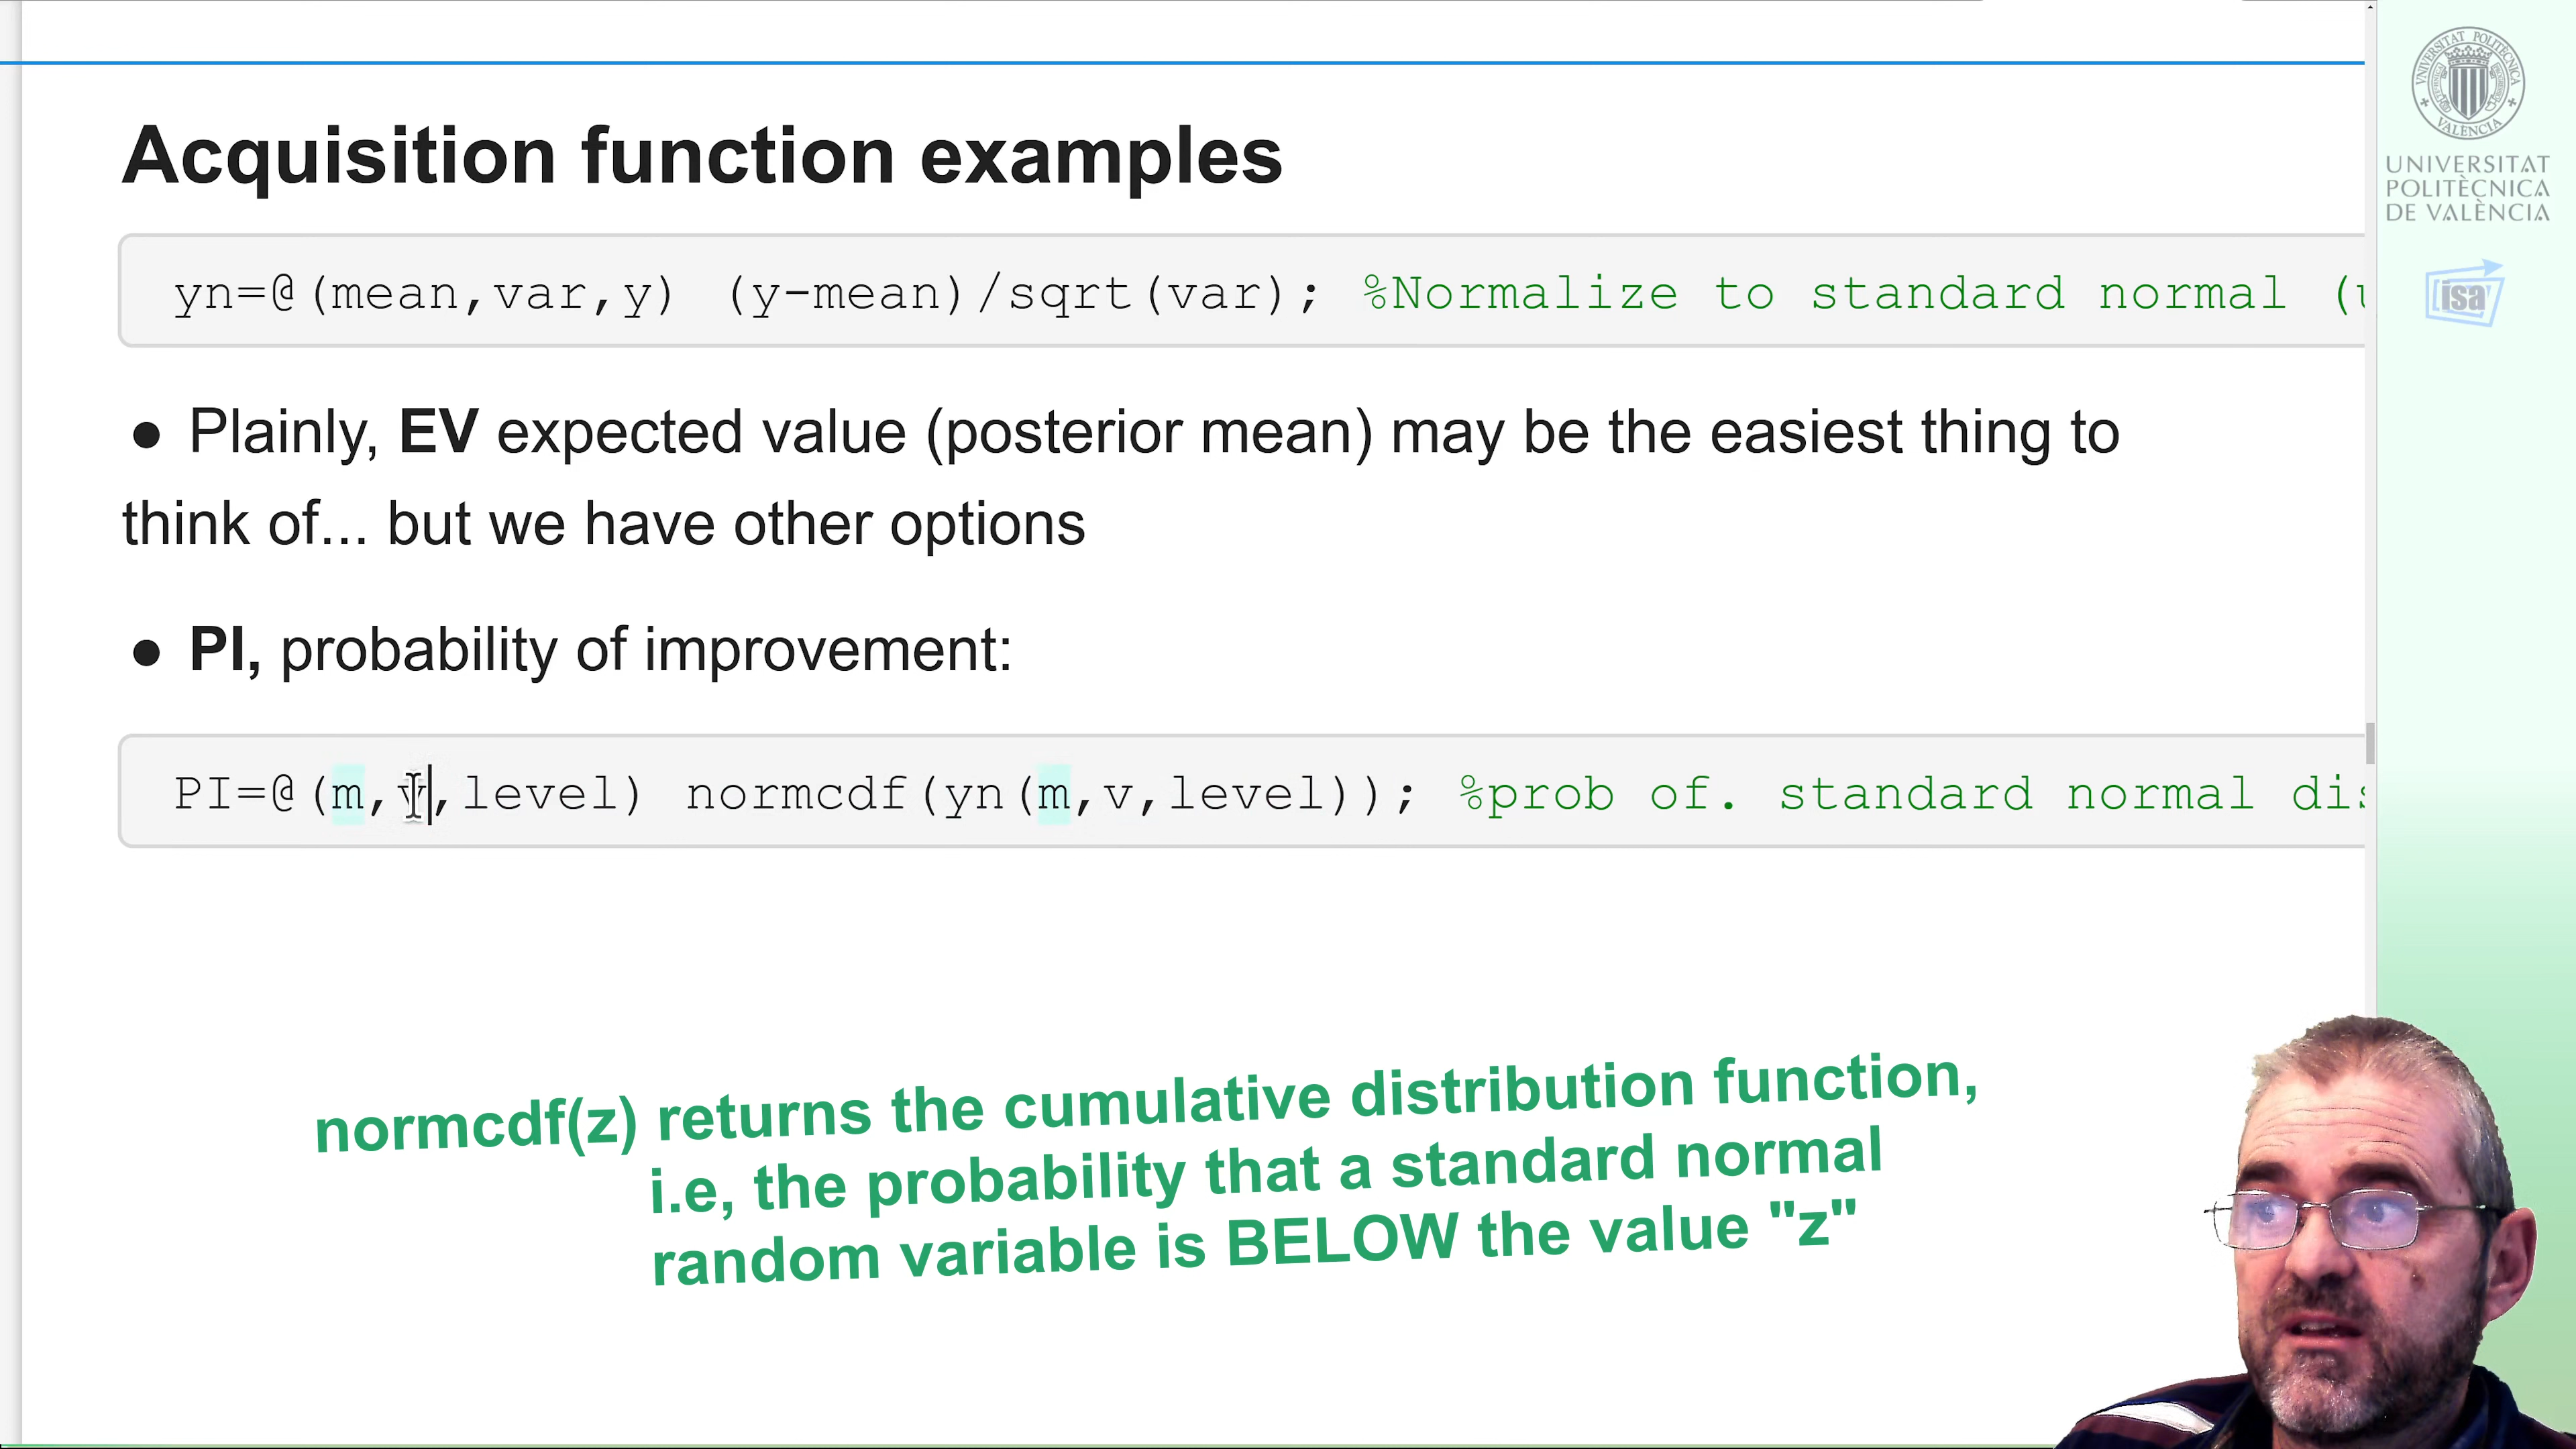 Acquisition function examples
yn=@(mean,var,y) (y-mean)/sqrt(var); %Normalize to standard normal (u
● Plainly, EV expected value (posterior mean) may be the easiest thing to
think of... but we have other options
● PI, probability of improvement:
PI=@(m,v,level) normcdf(yn(m,v,level)); %prob of. standard normal dis
normcdf(z) returns the cumulative distribution function,
i.e, the probability that a standard normal
random variable is BELOW the value "z"
UNIVERSITAT
POLITÈCNICA
DE VALÈNCIA
isa